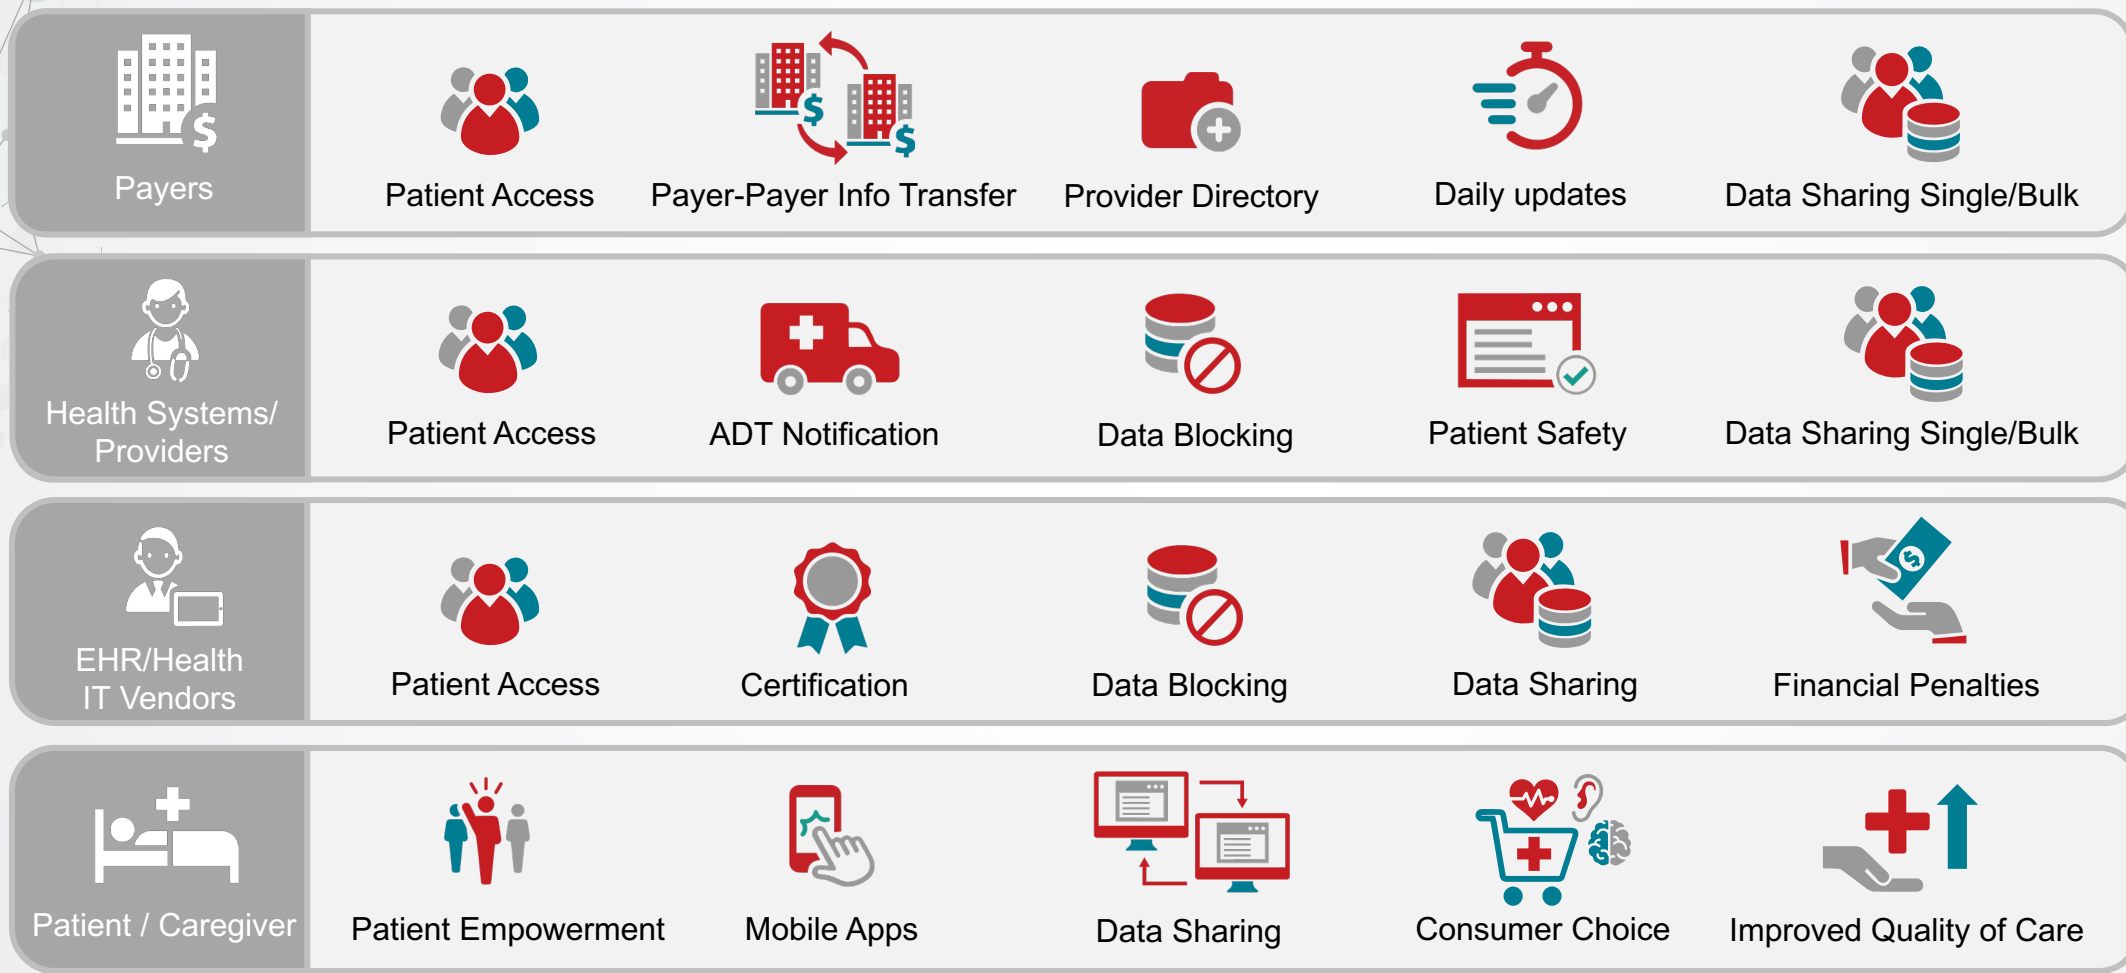 Payers
Patient Access
Payer-Payer Info Transfer
Provider Directory
Daily updates
Data Sharing Single/Bulk
Health Systems/
Providers
Patient Access
ADT Notification
Data Blocking
Patient Safety
Data Sharing Single/Bulk
EHR/Health
IT Vendors
Patient Access
Certification
Data Blocking
Data Sharing
Financial Penalties
Patient / Caregiver
Patient Empowerment
Mobile Apps
Data Sharing
Consumer Choice
Improved Quality of Care